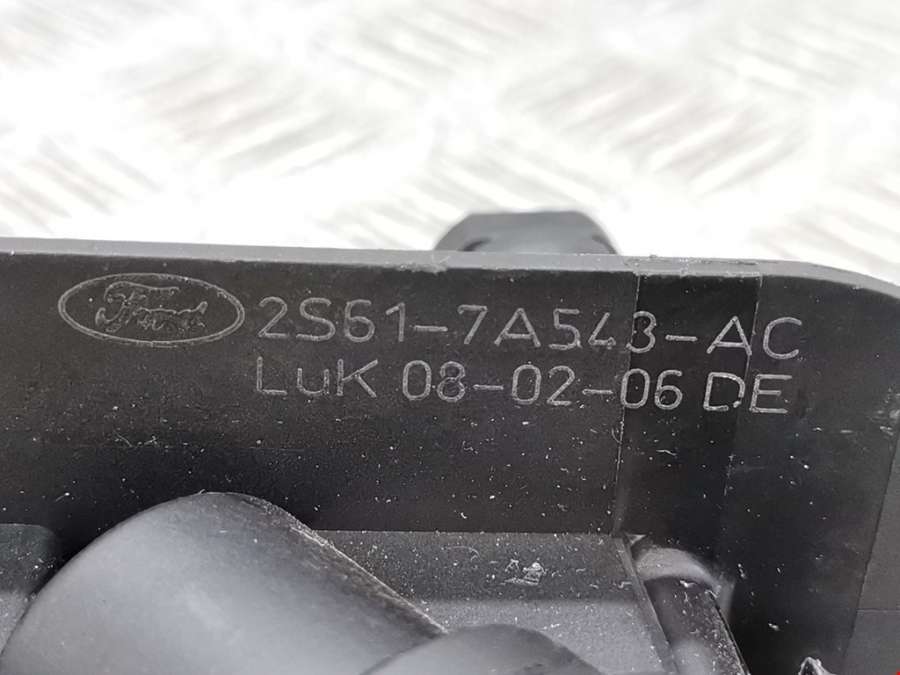 Ford
2S61-7A543-AC
LuK 08-02-06 DE